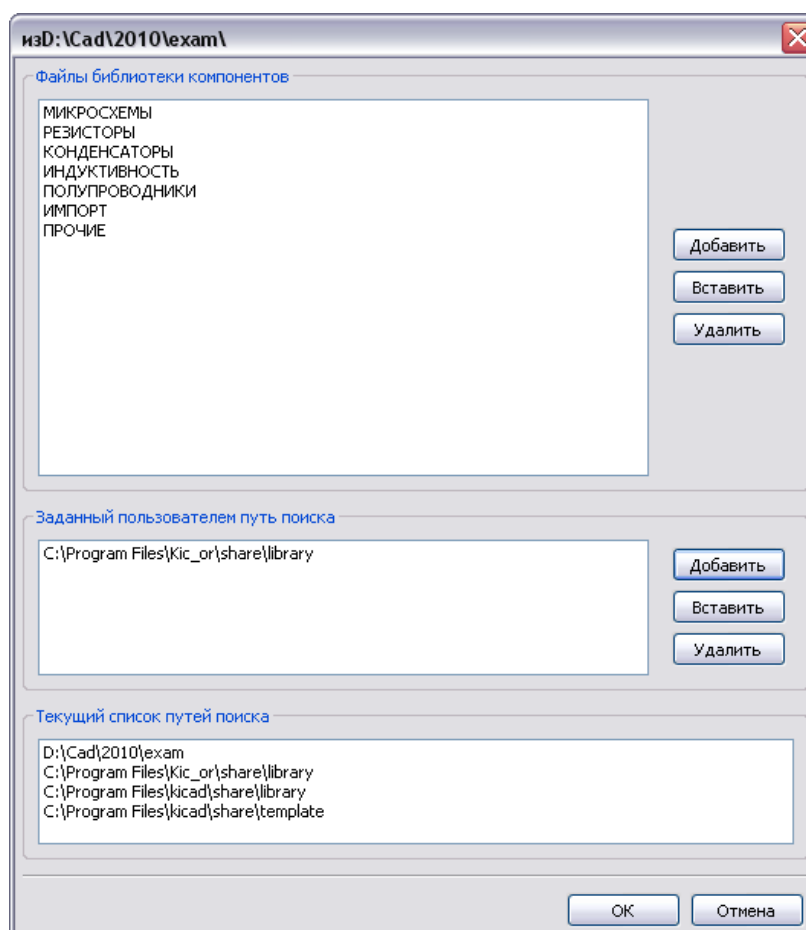 изD:\Cad\2010\exam\
Файлы библиотеки компонентов
МИКРОСХЕМЫ
РЕЗИСТОРЫ
КОНДЕНСАТОРЫ
ИНДУКТИВНОСТЬ
ПОЛУПРОВОДНИКИ
ИМПОРТ
ПРОЧИЕ
Добавить
Вставить
Удалить
Заданный пользователем путь поиска
C:\Program Files\Kic_or\share\library
Добавить
Вставить
Удалить
Текущий список путей поиска
D:\Cad\2010\exam
C:\Program Files\Kic_or\share\library
C:\Program Files\kicad\share\library
C:\Program Files\kicad\share\template
OK
Отмена